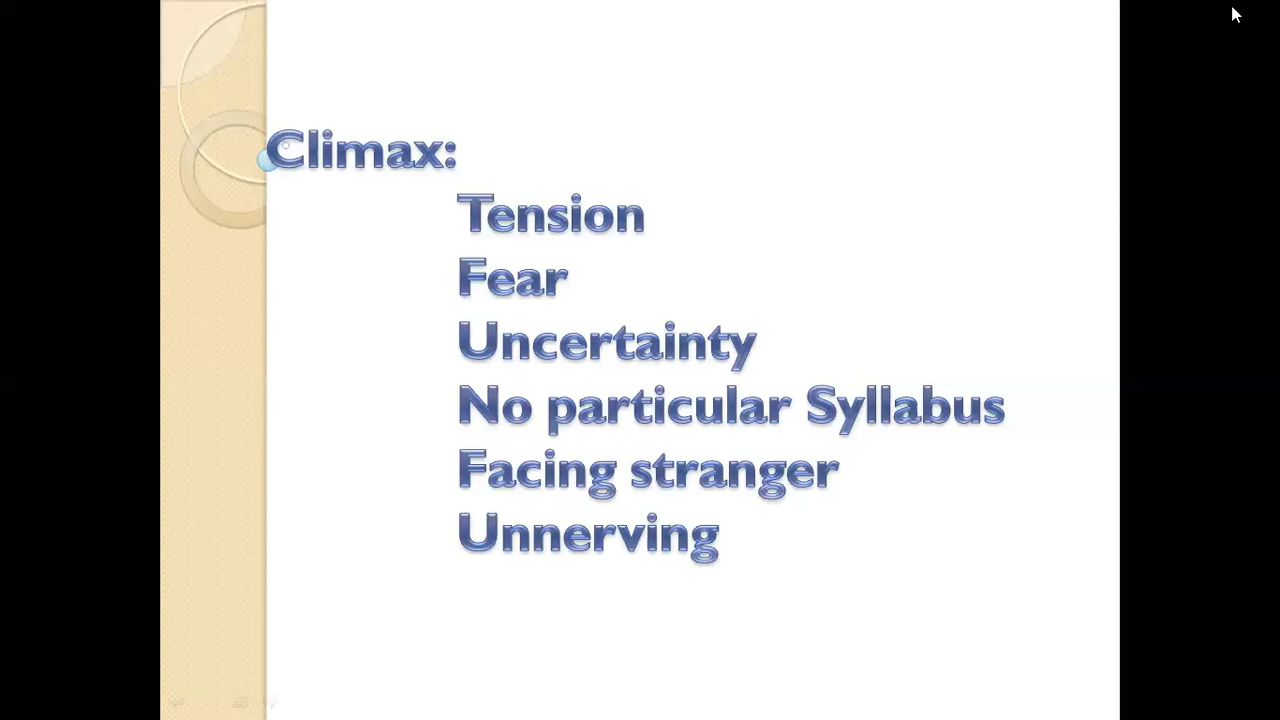 Climax:
Tension
Fear
Uncertainty
No particular Syllabus
Facing stranger
Unnerving